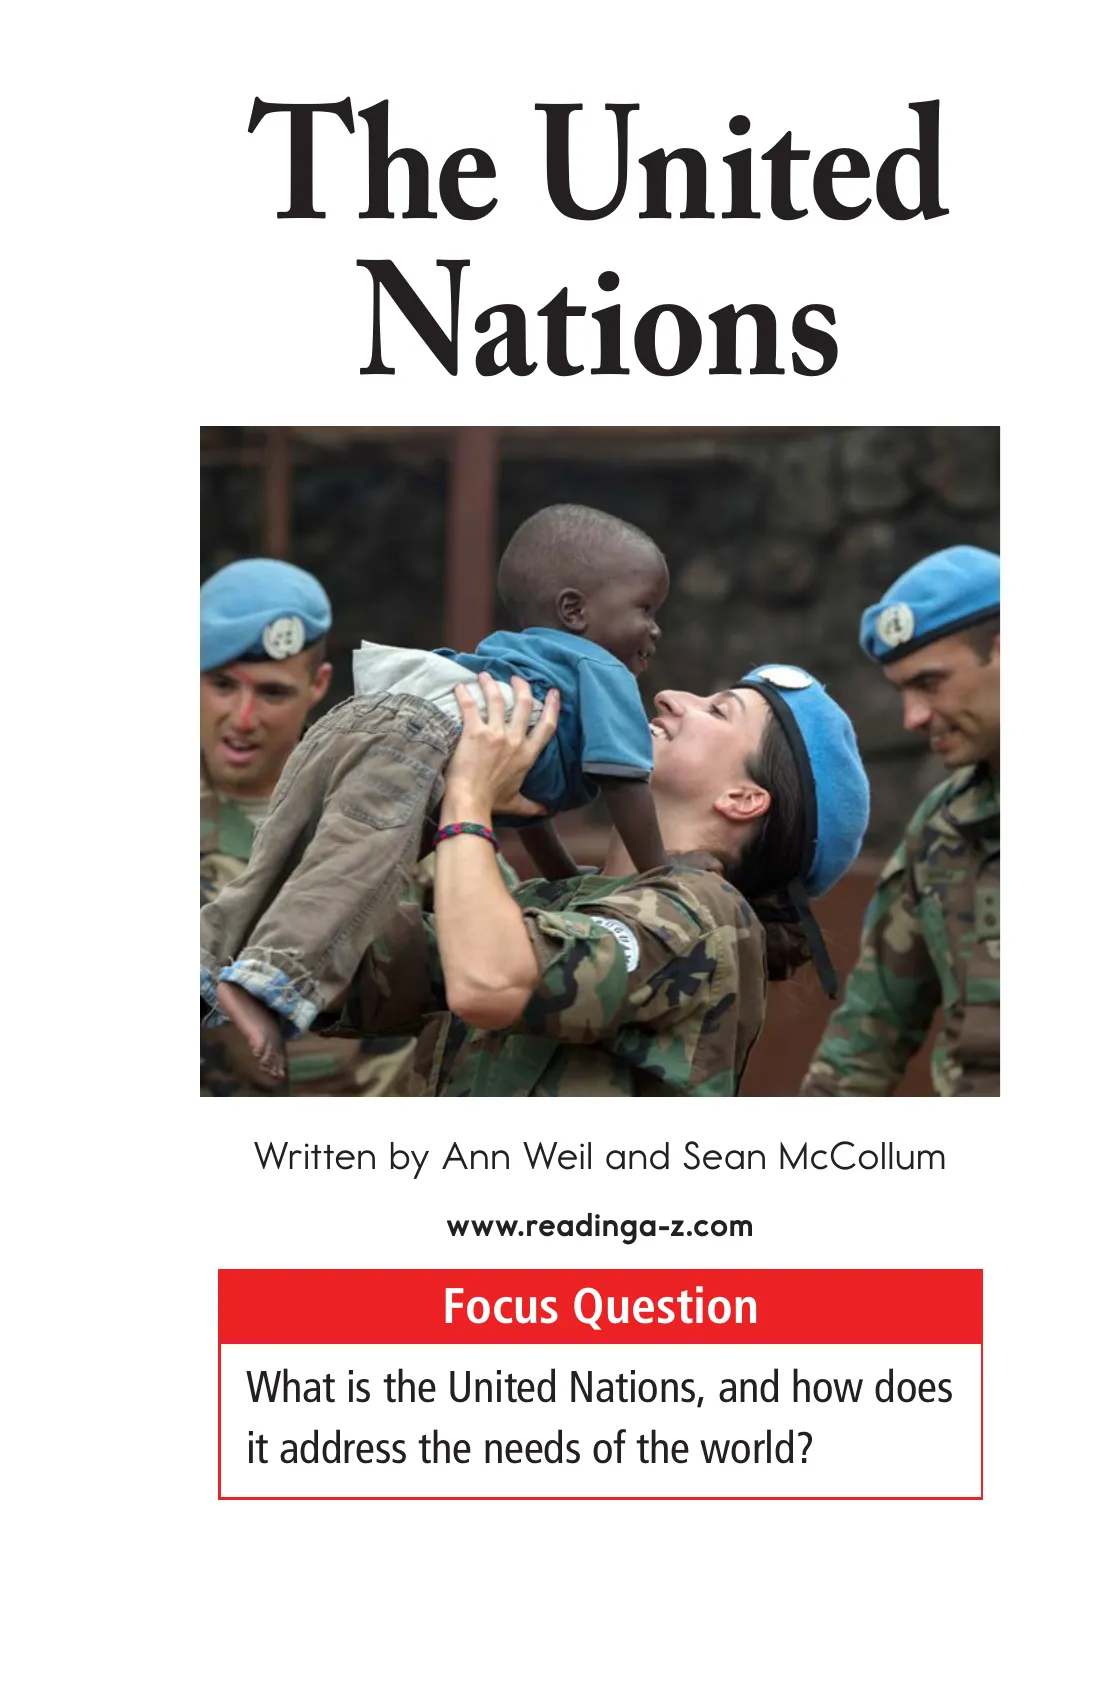 The United
Nations
Written by Ann Weil and Sean McCollum
www.readinga-z.com
Focus Question
What is the United Nations, and how does
it address the needs of the world?